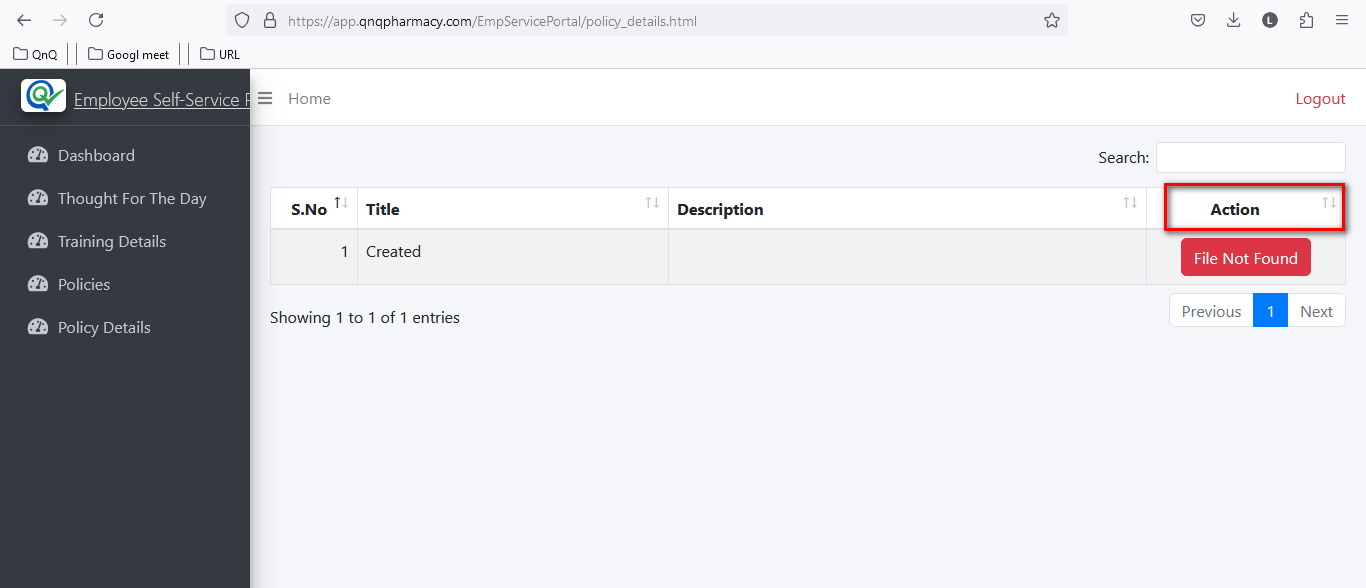 https://app.qnqpharmacy.com/EmpServicePortal/policy_details.html
L
QnQ
Googl meet
URL
Employee Self-Service P
Home
Logout
Dashboard
Thought For The Day
Training Details
Policies
Policy Details
Search:
S.No Title Description Action
1 Created File Not Found
Showing 1 to 1 of 1 entries
Previous 1 Next